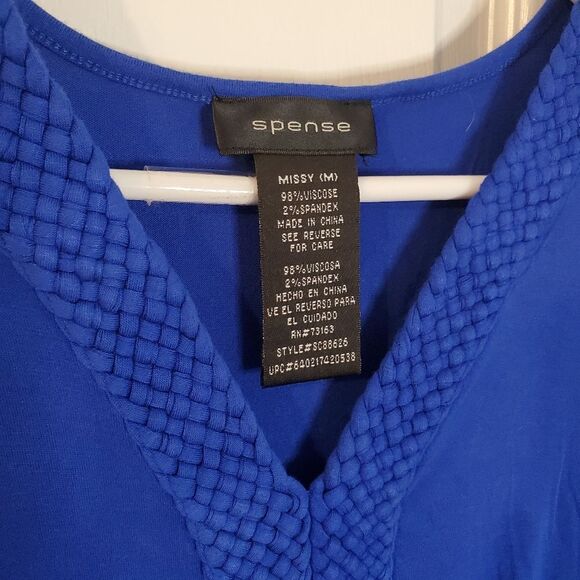 spense
MISSY (M)
98%VISCOSE
2%SPANDEX
MADE IN CHINA
SEE REVERSE
FOR CARE
98%VISCOSA
2%SPANDEX
HECHO EN CHINA
VE EL REVERSO PARA
EL CUIDADO
RN#73163
STYLE#SC88626
UPC#640217420538